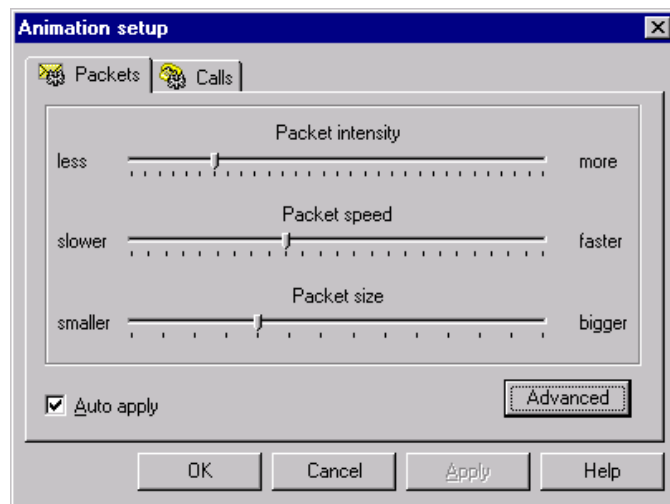 Animation setup
Packets Calls
Packet intensity
less more
Packet speed
slower faster
Packet size
smaller bigger
Auto apply Advanced
OK Cancel Apply Help